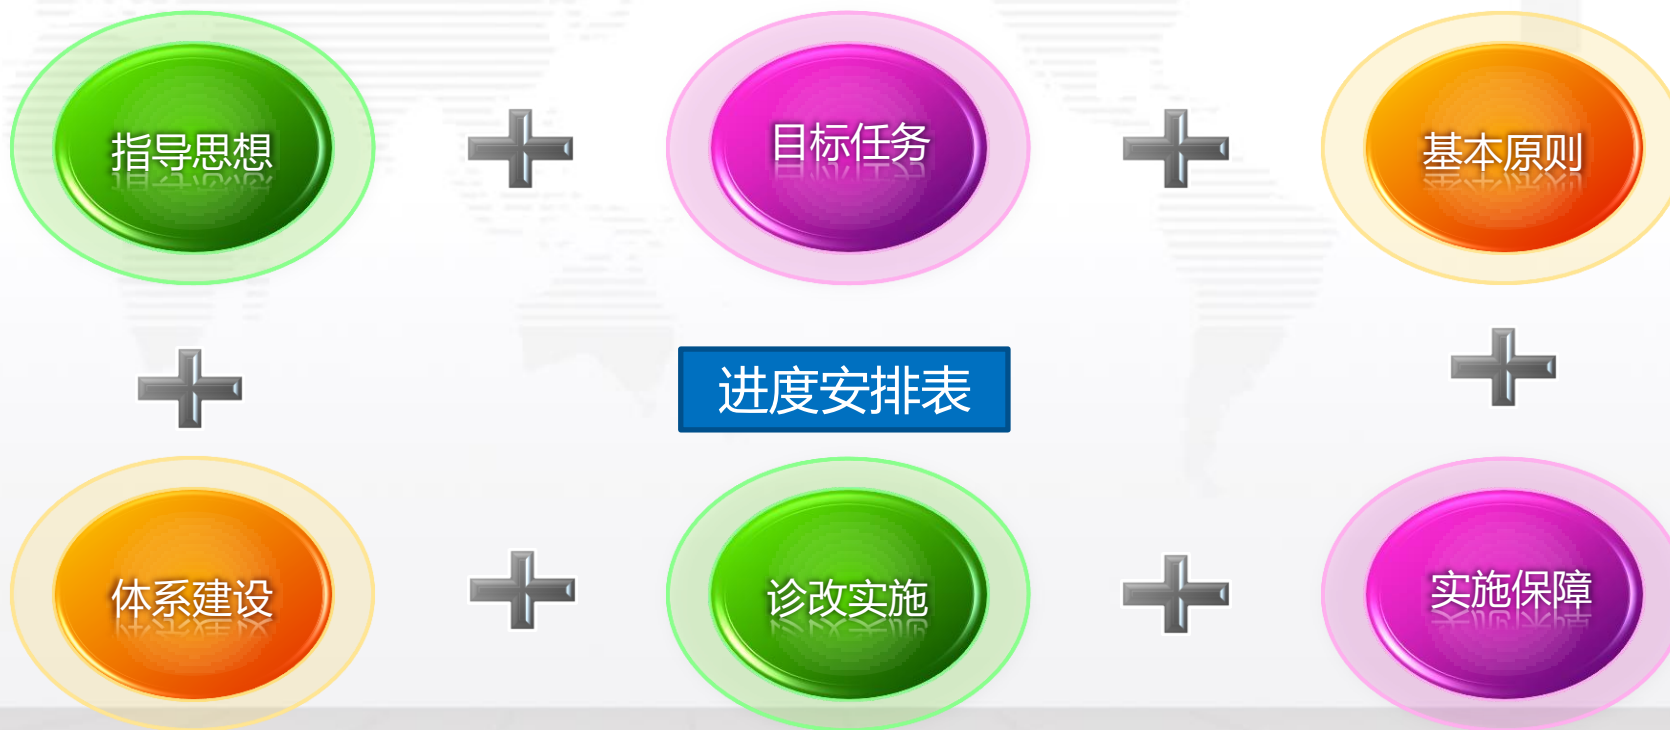 指导思想
目标任务
基本原则
进度安排表
体系建设
诊改实施
实施保障